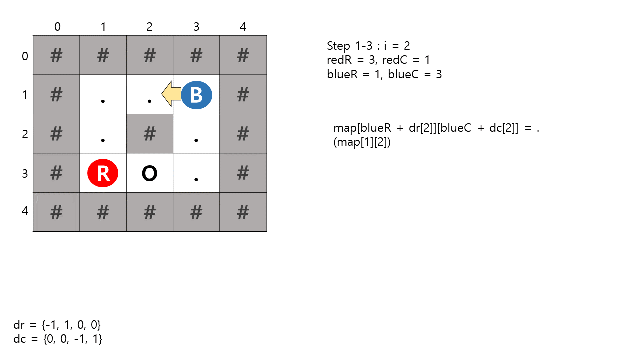 0 1 2 3 4
0 # # # # #
1 # . . B #
2 # . # . #
3 # R O . #
4 # # # # #
Step 1-3 : i = 2
redR = 3, redC = 1
blueR = 1, blueC = 3
map[blueR + dr[2]][blueC + dc[2]] = .
(map[1][2])
dr = {-1, 1, 0, 0}
dc = {0, 0, -1, 1}